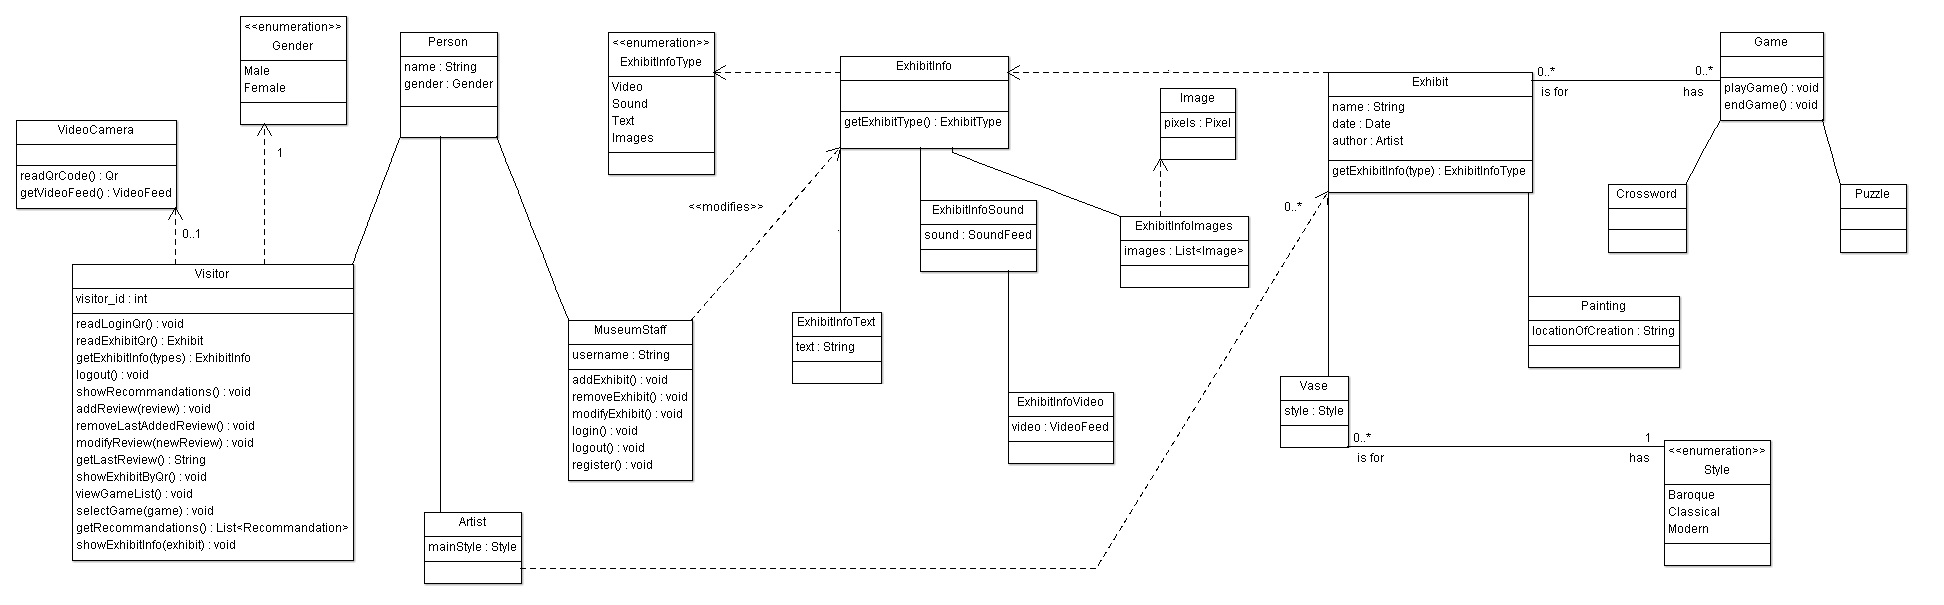 <<enumeration>>
Gender
Male
Female
1
VideoCamera
readQrCode() : Qr
getVideoFeed() : VideoFeed
0..1
Visitor
visitor_id : int
readLoginQr() : void
readExhibitQr() : Exhibit
getExhibitInfo(types) : ExhibitInfo
logout() : void
showRecommandations() : void
addReview(review) : void
removeLastAddedReview() : void
modifyReview(newReview) : void
getLastReview() : String
showExhibitByQr() : void
viewGameList() : void
selectGame(game) : void
getRecommandations() : List<Recommandation>
showExhibitInfo(exhibit) : void
Person
name : String
gender : Gender
Artist
mainStyle : Style
MuseumStaff
username : String
addExhibit() : void
removeExhibit() : void
modifyExhibit() : void
login() : void
logout() : void
register() : void
<<modifies>>
<<enumeration>>
ExhibitInfoType
Video
Sound
Text
Images
ExhibitInfo
getExhibitType() : ExhibitType
ExhibitInfoText
text : String
ExhibitInfoSound
sound : SoundFeed
ExhibitInfoVideo
video : VideoFeed
ExhibitInfoImages
images : List<Image>
Image
pixels : Pixel
Exhibit
name : String
date : Date
author : Artist
getExhibitInfo(type) : ExhibitInfoType
0..*
0..*
is for
0..*
has
Game
playGame() : void
endGame() : void
Crossword
Puzzle
Painting
locationOfCreation : String
Vase
style : Style
0..*
is for
1
has
<<enumeration>>
Style
Baroque
Classical
Modern